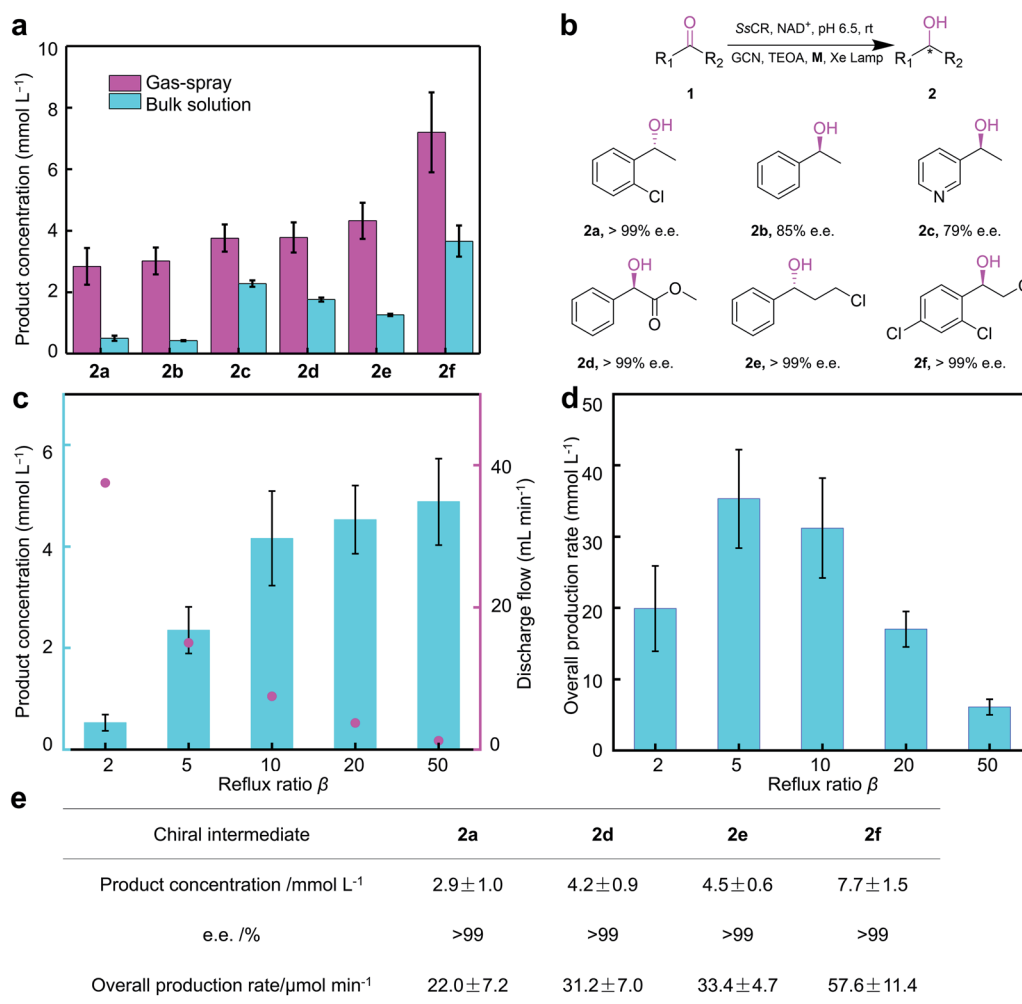 a
Product concentration (mmol L⁻¹)
10
8
6
4
2
0
Gas-spray
Bulk solution
2a 2b 2c 2d 2e 2f
b
O
R₁ R₂
1
SsCR, NAD⁺, pH 6.5, rt
GCN, TEOA, M, Xe Lamp
OH
R₁ * R₂
2
OH
Cl
2a, > 99% e.e.
OH
2b, 85% e.e.
OH
N
2c, 79% e.e.
OH
O
O
2d, > 99% e.e.
OH
Cl
2e, > 99% e.e.
OH
Cl
Cl
2f, > 99% e.e.
c
Product concentration (mmol L⁻¹)
6
4
2
0
40
20
0
Discharge flow (mL min⁻¹)
2 5 10 20 50
Reflux ratio β
d
Overall production rate (mmol L⁻¹)
50
40
30
20
10
0
2 5 10 20 50
Reflux ratio β
e
Chiral intermediate 2a 2d 2e 2f
Product concentration /mmol L⁻¹ 2.9±1.0 4.2±0.9 4.5±0.6 7.7±1.5
e.e. /% >99 >99 >99 >99
Overall production rate/μmol min⁻¹ 22.0±7.2 31.2±7.0 33.4±4.7 57.6±11.4